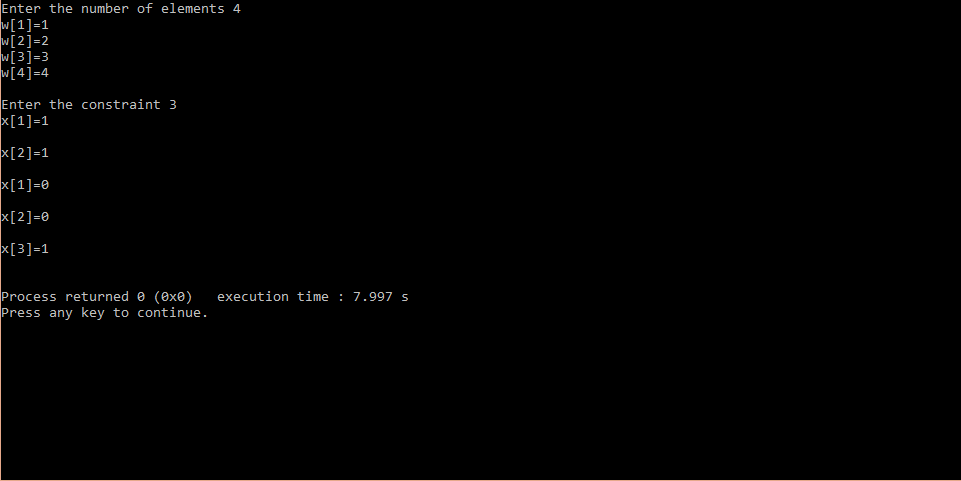 Enter the number of elements 4
w[1]=1
w[2]=2
w[3]=3
w[4]=4
Enter the constraint 3
x[1]=1
x[2]=1
x[1]=0
x[2]=0
x[3]=1
Process returned 0 (0x0)   execution time : 7.997 s
Press any key to continue.